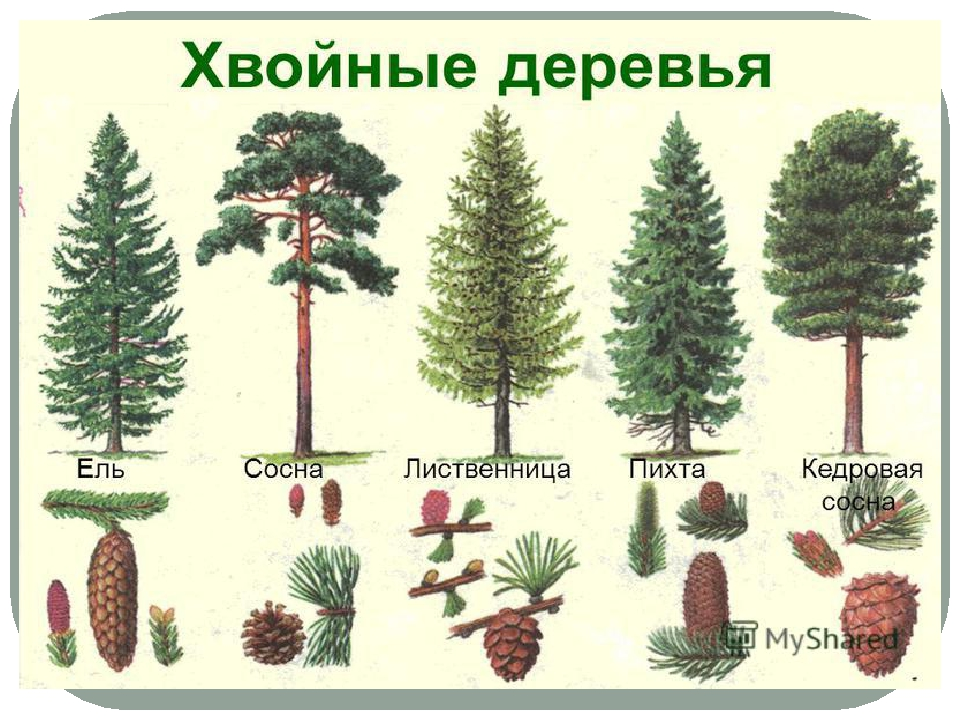 Хвойные деревья
Ель Сосна Лиственница Пихта Кедровая
сосна
MyShared